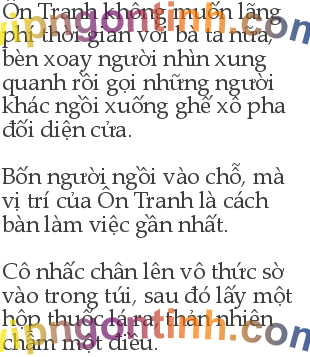 Ôn Tranh không muốn lãng
phí thời gian với bà ta nữa,
bèn xoay người nhìn xung
quanh rồi gọi những người
khác ngồi xuống ghế xô pha
đối diện cửa.
Bốn người ngồi vào chỗ, mà
vị trí của Ôn Tranh là cách
bàn làm việc gần nhất.
Cô nhấc chân lên vô thức sờ
vào trong túi, sau đó lấy một
hộp thuốc lá ra, thản nhiên
châm một điếu.